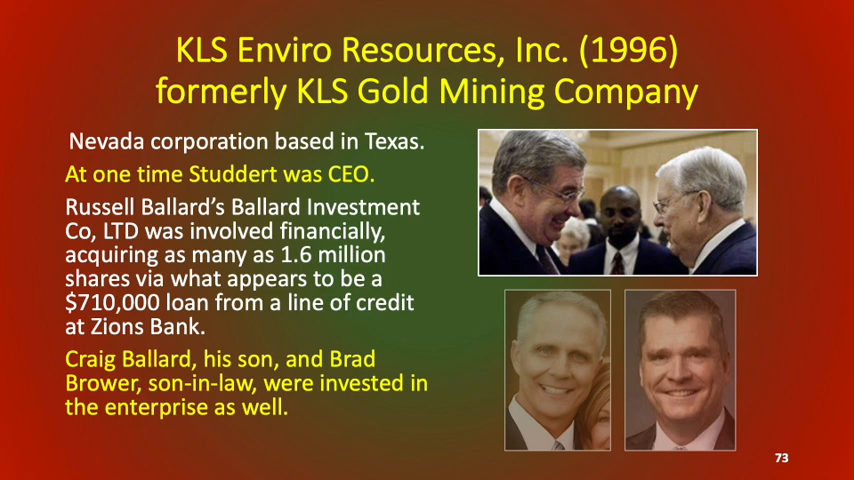 KLS Enviro Resources, Inc. (1996)
formerly KLS Gold Mining Company
Nevada corporation based in Texas.
At one time Studdert was CEO.
Russell Ballard’s Ballard Investment
Co, LTD was involved financially,
acquiring as many as 1.6 million
shares via what appears to be a
$710,000 loan from a line of credit
at Zions Bank.
Craig Ballard, his son, and Brad
Brower, son-in-law, were invested in
the enterprise as well.
73